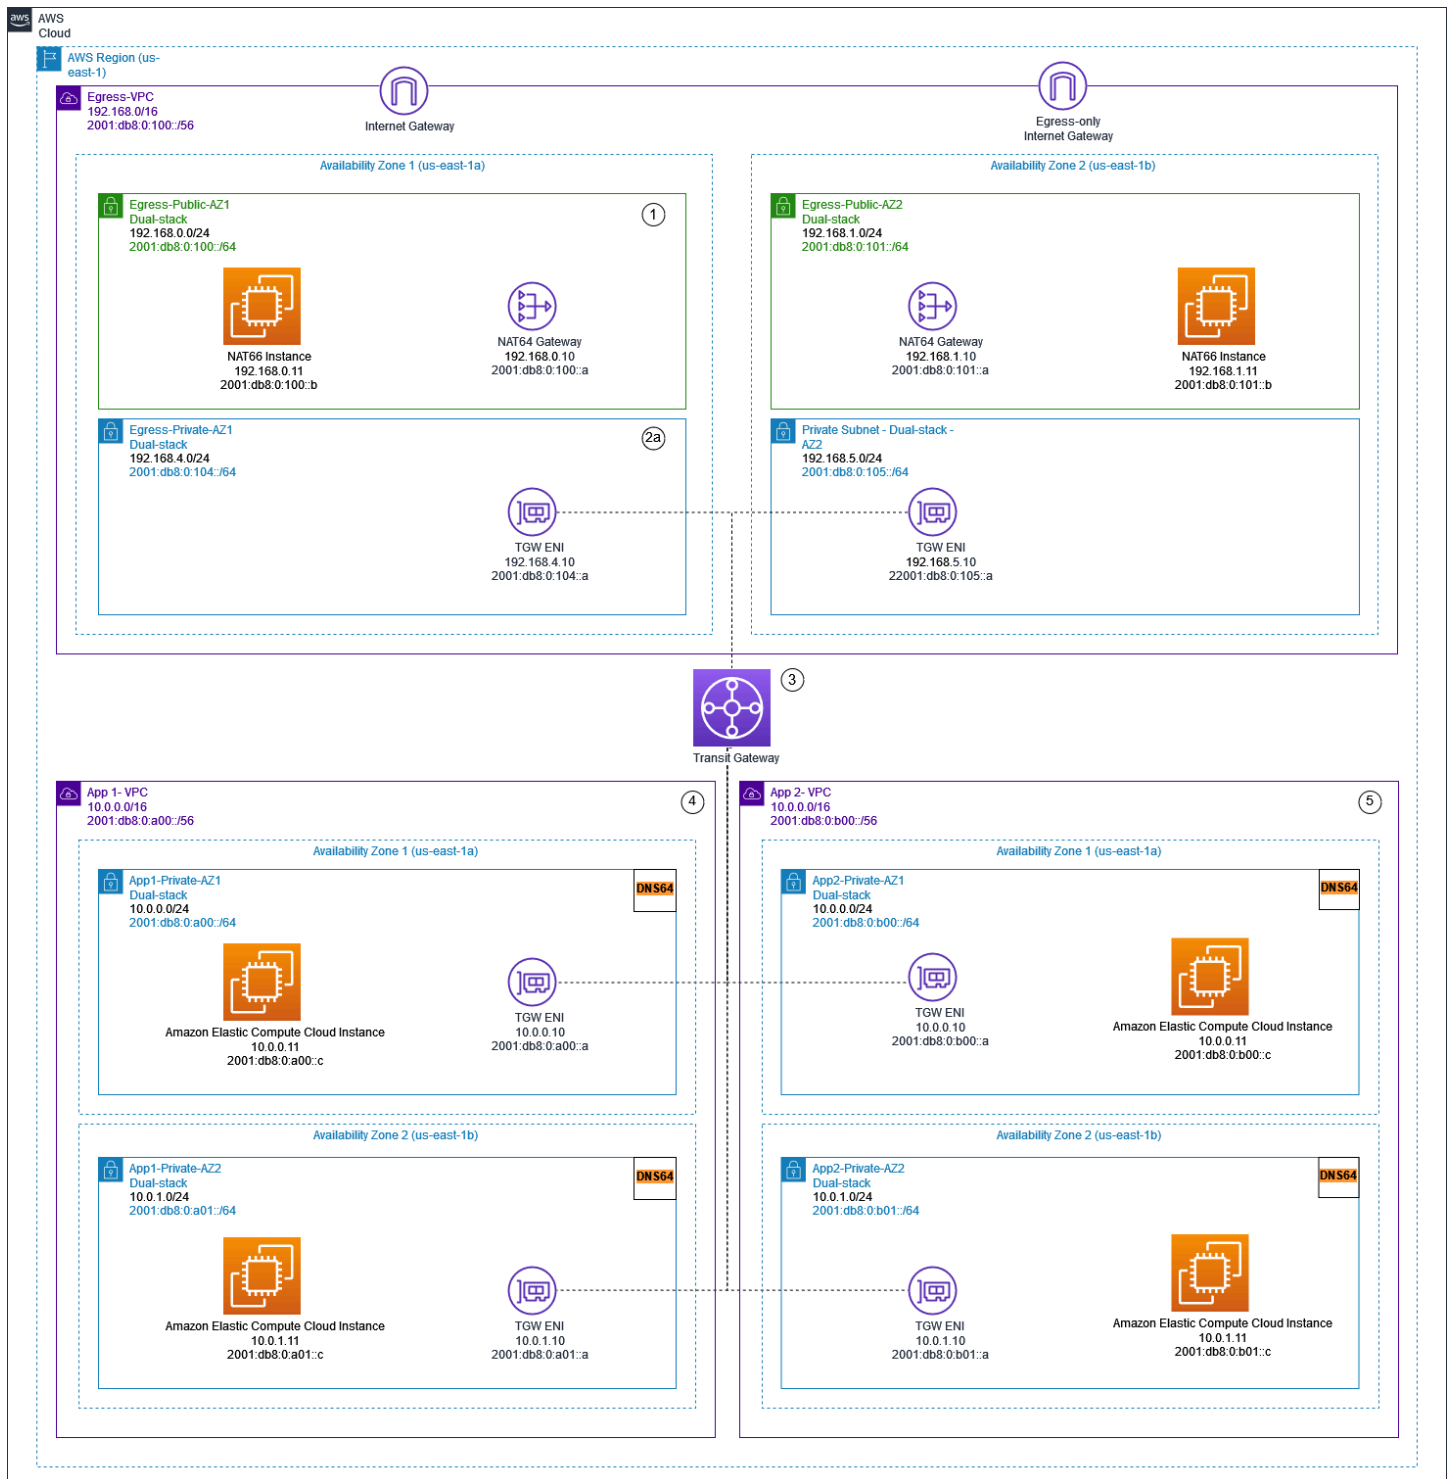 aws
AWS
Cloud
AWS Region (us-
east-1)
Egress-VPC
192.168.0/16
2001:db8:0:100::/56
Internet Gateway
Egress-only
Internet Gateway
Availability Zone 1 (us-east-1a)
Egress-Public-AZ1
Dual-stack
192.168.0.0/24
2001:db8:0:100::/64
1
NAT66 Instance
192.168.0.11
2001:db8:0:100::b
NAT64 Gateway
192.168.0.10
2001:db8:0:100::a
Availability Zone 2 (us-east-1b)
Egress-Public-AZ2
Dual-stack
192.168.1.0/24
2001:db8:0:101::/64
NAT64 Gateway
192.168.1.10
2001:db8:0:101::a
NAT66 Instance
192.168.1.11
2001:db8:0:101::b
Egress-Private-AZ1
Dual-stack
192.168.4.0/24
2001:db8:0:104::/64
2a
TGW ENI
192.168.4.10
2001:db8:0:104::a
Private Subnet - Dual-stack -
AZ2
192.168.5.0/24
2001:db8:0:105::/64
TGW ENI
192.168.5.10
22001:db8:0:105::a
3
Transit Gateway
App 1- VPC
10.0.0.0/16
2001:db8:0:a00::/56
4
Availability Zone 1 (us-east-1a)
App1-Private-AZ1
Dual-stack
10.0.0.0/24
2001:db8:0:a00::/64
DNS64
Amazon Elastic Compute Cloud Instance
10.0.0.11
2001:db8:0:a00::c
TGW ENI
10.0.0.10
2001:db8:0:a00::a
Availability Zone 2 (us-east-1b)
App1-Private-AZ2
Dual-stack
10.0.1.0/24
2001:db8:0:a01::/64
DNS64
Amazon Elastic Compute Cloud Instance
10.0.1.11
2001:db8:0:a01::c
TGW ENI
10.0.1.10
2001:db8:0:a01::a
App 2- VPC
10.0.0.0/16
2001:db8:0:b00::/56
5
Availability Zone 1 (us-east-1a)
App2-Private-AZ1
Dual-stack
10.0.0.0/24
2001:db8:0:b00::/64
DNS64
TGW ENI
10.0.0.10
2001:db8:0:b00::a
Amazon Elastic Compute Cloud Instance
10.0.0.11
2001:db8:0:b00::c
Availability Zone 2 (us-east-1b)
App2-Private-AZ2
Dual-stack
10.0.1.0/24
2001:db8:0:b01::/64
DNS64
TGW ENI
10.0.1.10
2001:db8:0:b01::a
Amazon Elastic Compute Cloud Instance
10.0.1.11
2001:db8:0:b01::c